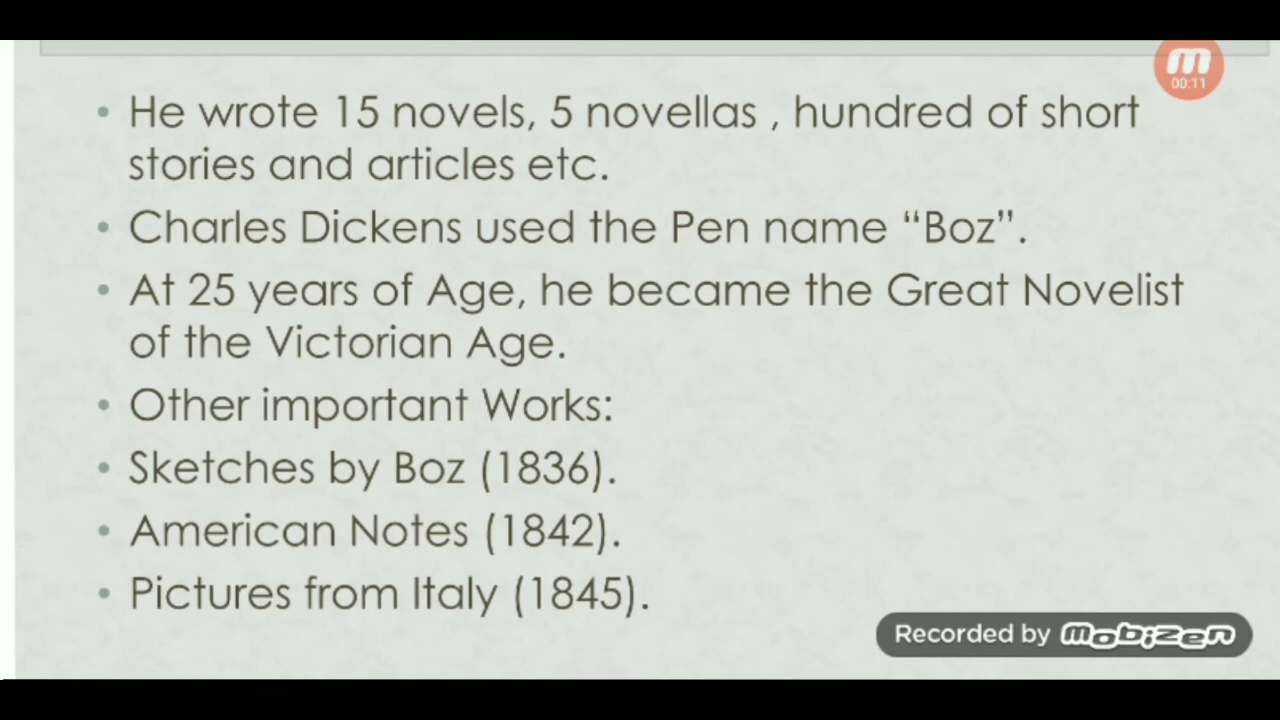 m
00:11
• He wrote 15 novels, 5 novellas , hundred of short
stories and articles etc.
• Charles Dickens used the Pen name “Boz”.
• At 25 years of Age, he became the Great Novelist
of the Victorian Age.
• Other important Works:
• Sketches by Boz (1836).
• American Notes (1842).
• Pictures from Italy (1845).
Recorded by mobizen